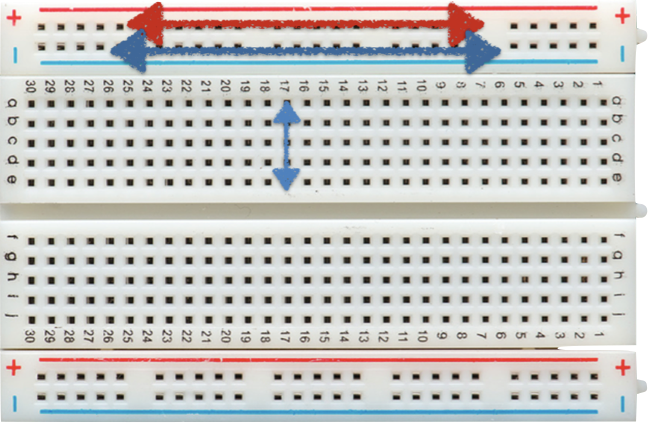 + +
− −
30 29 28 27 26 25 24 23 22 21 20 19 18 17 16 15 14 13 12 11 10 9 8 7 6 5 4 3 2 1
a a
b b
c c
d d
e e
f f
g g
h h
i i
j j
30 29 28 27 26 25 24 23 22 21 20 19 18 17 16 15 14 13 12 11 10 9 8 7 6 5 4 3 2 1
+ +
− −